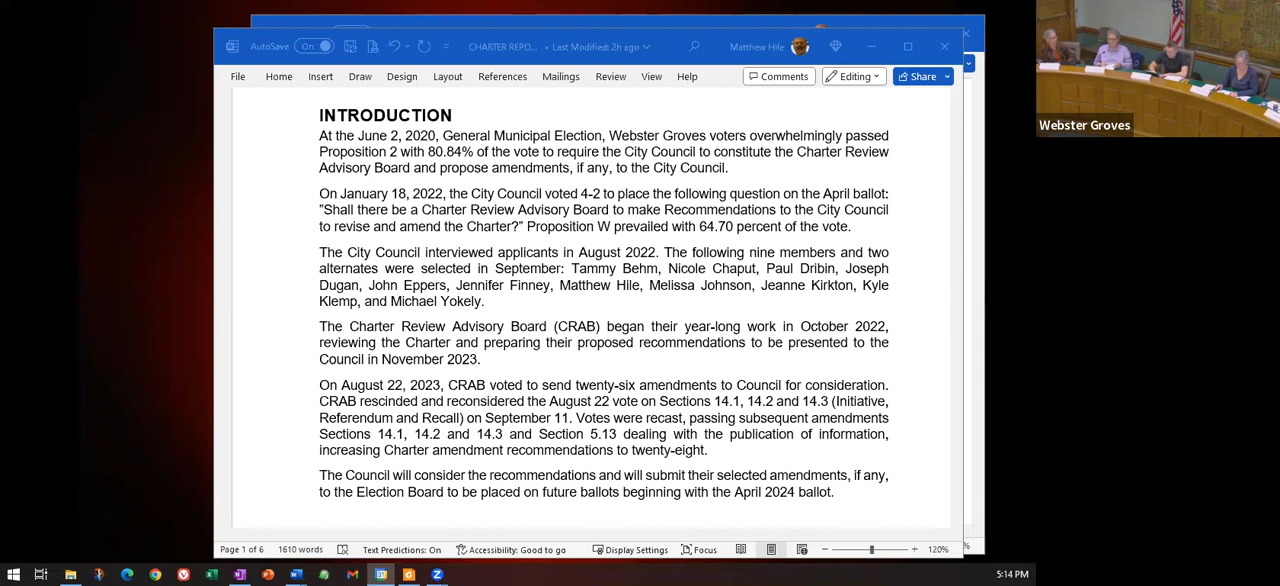 AutoSave On CHARTER REPO... • Last Modified: 2h ago Matthew Hile
File Home Insert Draw Design Layout References Mailings Review View Help Comments Editing Share
INTRODUCTION
At the June 2, 2020, General Municipal Election, Webster Groves voters overwhelmingly passed
Proposition 2 with 80.84% of the vote to require the City Council to constitute the Charter Review
Advisory Board and propose amendments, if any, to the City Council.
On January 18, 2022, the City Council voted 4-2 to place the following question on the April ballot:
"Shall there be a Charter Review Advisory Board to make Recommendations to the City Council
to revise and amend the Charter?" Proposition W prevailed with 64.70 percent of the vote.
The City Council interviewed applicants in August 2022. The following nine members and two
alternates were selected in September: Tammy Behm, Nicole Chaput, Paul Dribin, Joseph
Dugan, John Eppers, Jennifer Finney, Matthew Hile, Melissa Johnson, Jeanne Kirkton, Kyle
Klemp, and Michael Yokely.
The Charter Review Advisory Board (CRAB) began their year-long work in October 2022,
reviewing the Charter and preparing their proposed recommendations to be presented to the
Council in November 2023.
On August 22, 2023, CRAB voted to send twenty-six amendments to Council for consideration.
CRAB rescinded and reconsidered the August 22 vote on Sections 14.1, 14.2 and 14.3 (Initiative,
Referendum and Recall) on September 11. Votes were recast, passing subsequent amendments
Sections 14.1, 14.2 and 14.3 and Section 5.13 dealing with the publication of information,
increasing Charter amendment recommendations to twenty-eight.
The Council will consider the recommendations and will submit their selected amendments, if any,
to the Election Board to be placed on future ballots beginning with the April 2024 ballot.
Page 1 of 6 1610 words Text Predictions: On Accessibility: Good to go Display Settings Focus 120% %
Webster Groves
5:14 PM